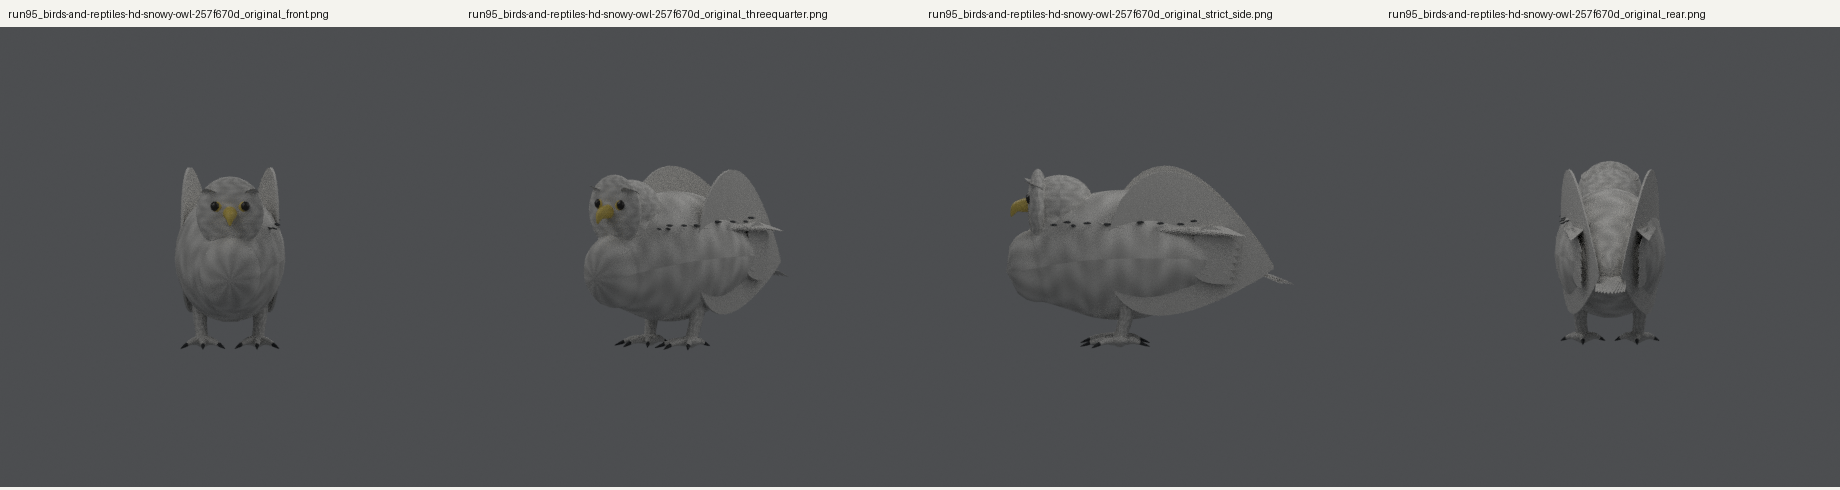 run95_birds-and-reptiles-hd-snowy-owl-257f670d_original_front.png
run95_birds-and-reptiles-hd-snowy-owl-257f670d_original_threequarter.png
run95_birds-and-reptiles-hd-snowy-owl-257f670d_original_strict_side.png
run95_birds-and-reptiles-hd-snowy-owl-257f670d_original_rear.png